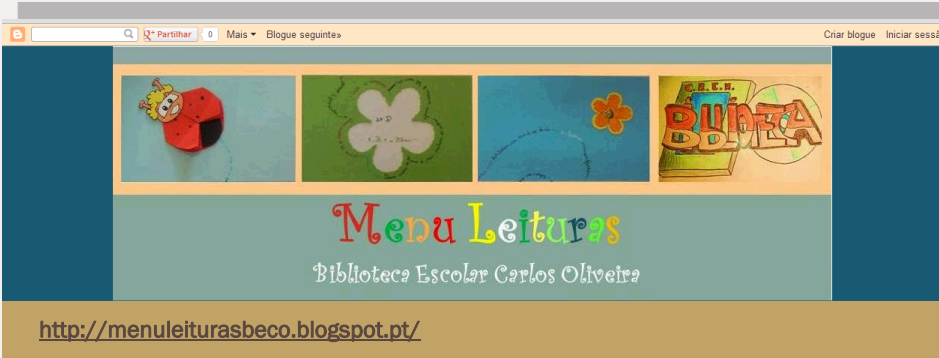 Partilhar 0 Mais Blogue seguinte» Criar blogue Iniciar sessã
Menu Leituras
Biblioteca Escolar Carlos Oliveira
http://menuleiturasbeco.blogspot.pt/